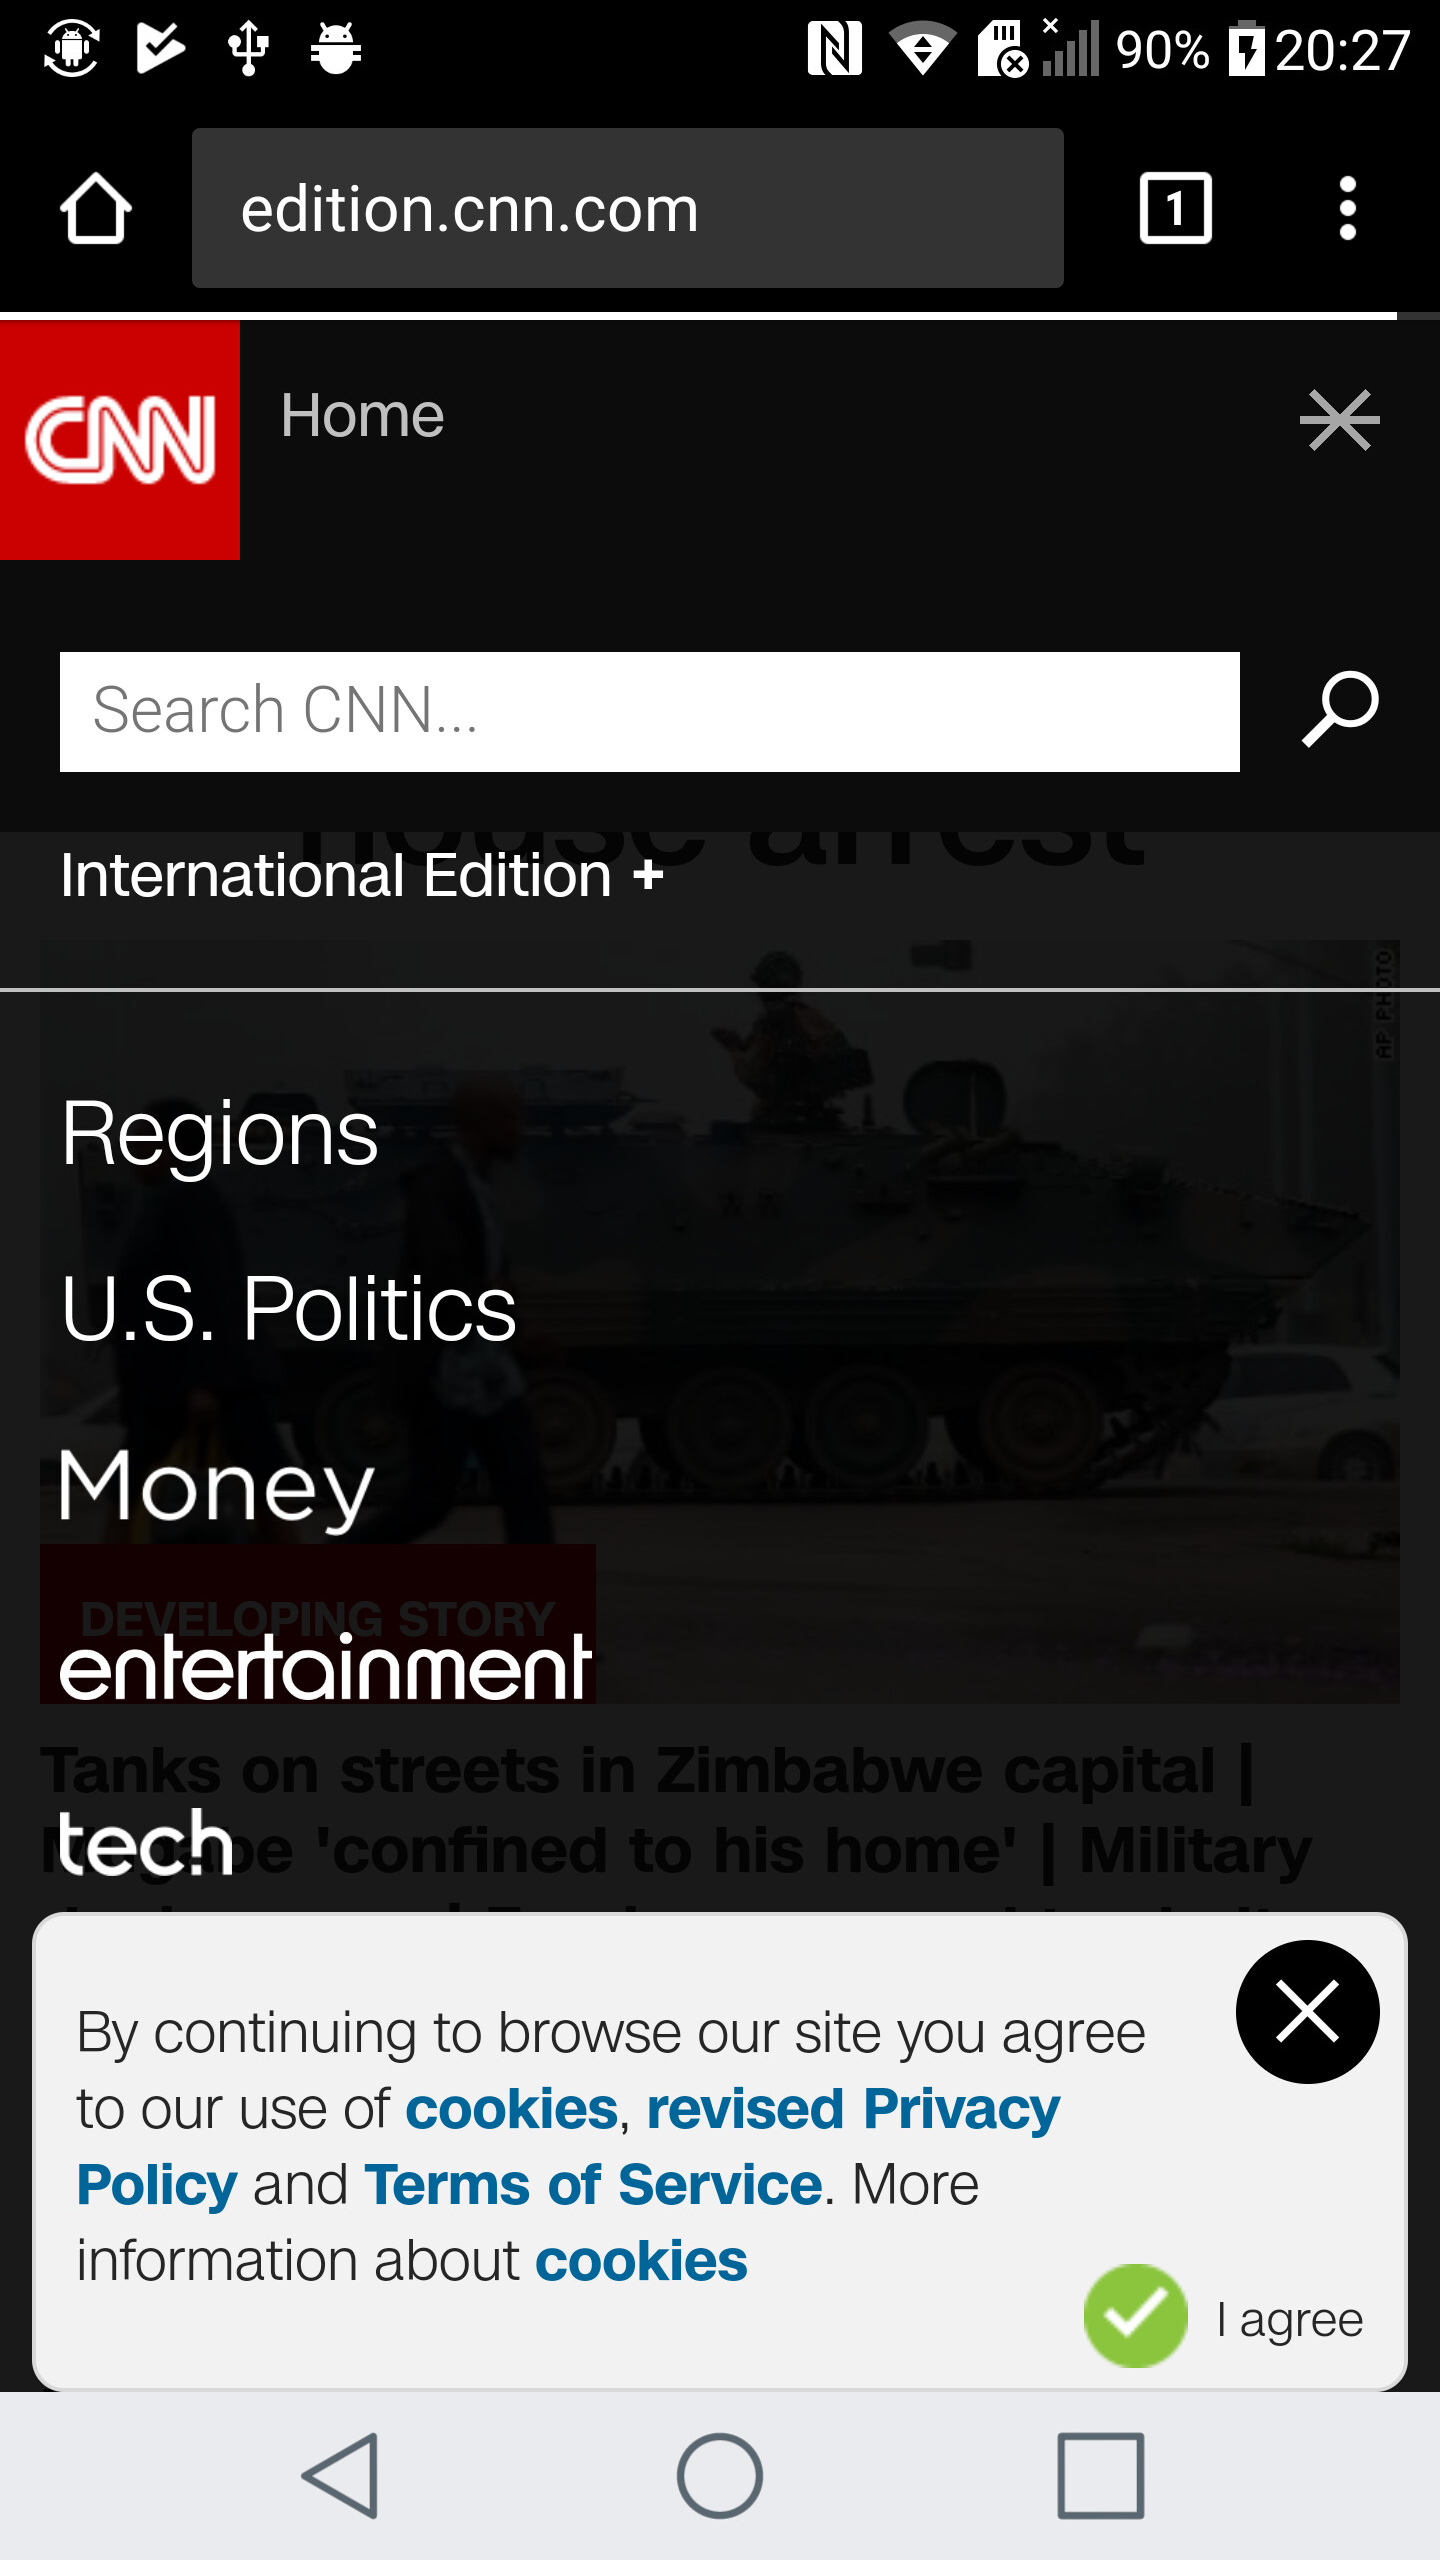 90% 20:27
edition.cnn.com
1
CNN
Home
Search CNN...
house arrest
International Edition +
AP PHOTO
Regions
U.S. Politics
Money
DEVELOPING STORY
entertainment
Tanks on streets in Zimbabwe capital |
tech
'confined to his home' | Military
By continuing to browse our site you agree
to our use of cookies, revised Privacy
Policy and Terms of Service. More
information about cookies
I agree